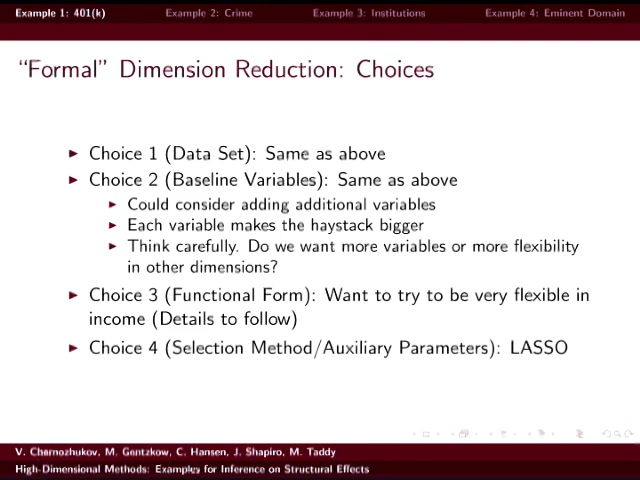 Example 1: 401(k) Example 2: Crime Example 3: Institutions Example 4: Eminent Domain
“Formal” Dimension Reduction: Choices
Choice 1 (Data Set): Same as above
Choice 2 (Baseline Variables): Same as above
Could consider adding additional variables
Each variable makes the haystack bigger
Think carefully. Do we want more variables or more flexibility
in other dimensions?
Choice 3 (Functional Form): Want to try to be very flexible in
income (Details to follow)
Choice 4 (Selection Method/Auxiliary Parameters): LASSO
V. Chernozhukov, M. Gentzkow, C. Hansen, J. Shapiro, M. Taddy
High-Dimensional Methods: Examples for Inference on Structural Effects